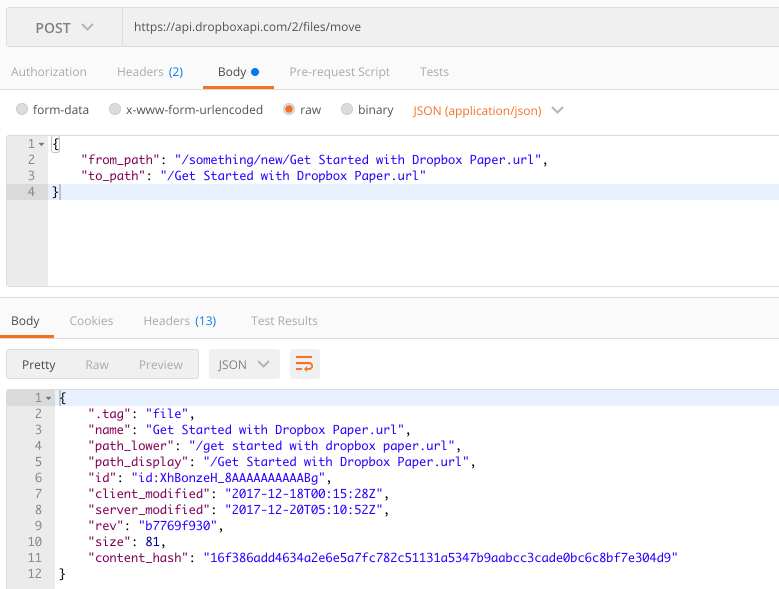 POST https://api.dropboxapi.com/2/files/move
Authorization Headers (2) Body Pre-request Script Tests
form-data x-www-form-urlencoded raw binary JSON (application/json)
1 {
2 "from_path": "/something/new/Get Started with Dropbox Paper.url",
3 "to_path": "/Get Started with Dropbox Paper.url"
4 }
Body Cookies Headers (13) Test Results
Pretty Raw Preview JSON
1 {
2 ".tag": "file",
3 "name": "Get Started with Dropbox Paper.url",
4 "path_lower": "/get started with dropbox paper.url",
5 "path_display": "/Get Started with Dropbox Paper.url",
6 "id": "id:XhBonzeH_8AAAAAAAAAABg",
7 "client_modified": "2017-12-18T00:15:28Z",
8 "server_modified": "2017-12-20T05:10:52Z",
9 "rev": "b7769f930",
10 "size": 81,
11 "content_hash": "16f386add4634a2e6e5a7fc782c51131a5347b9aabcc3cade0bc6c8bf7e304d9"
12 }